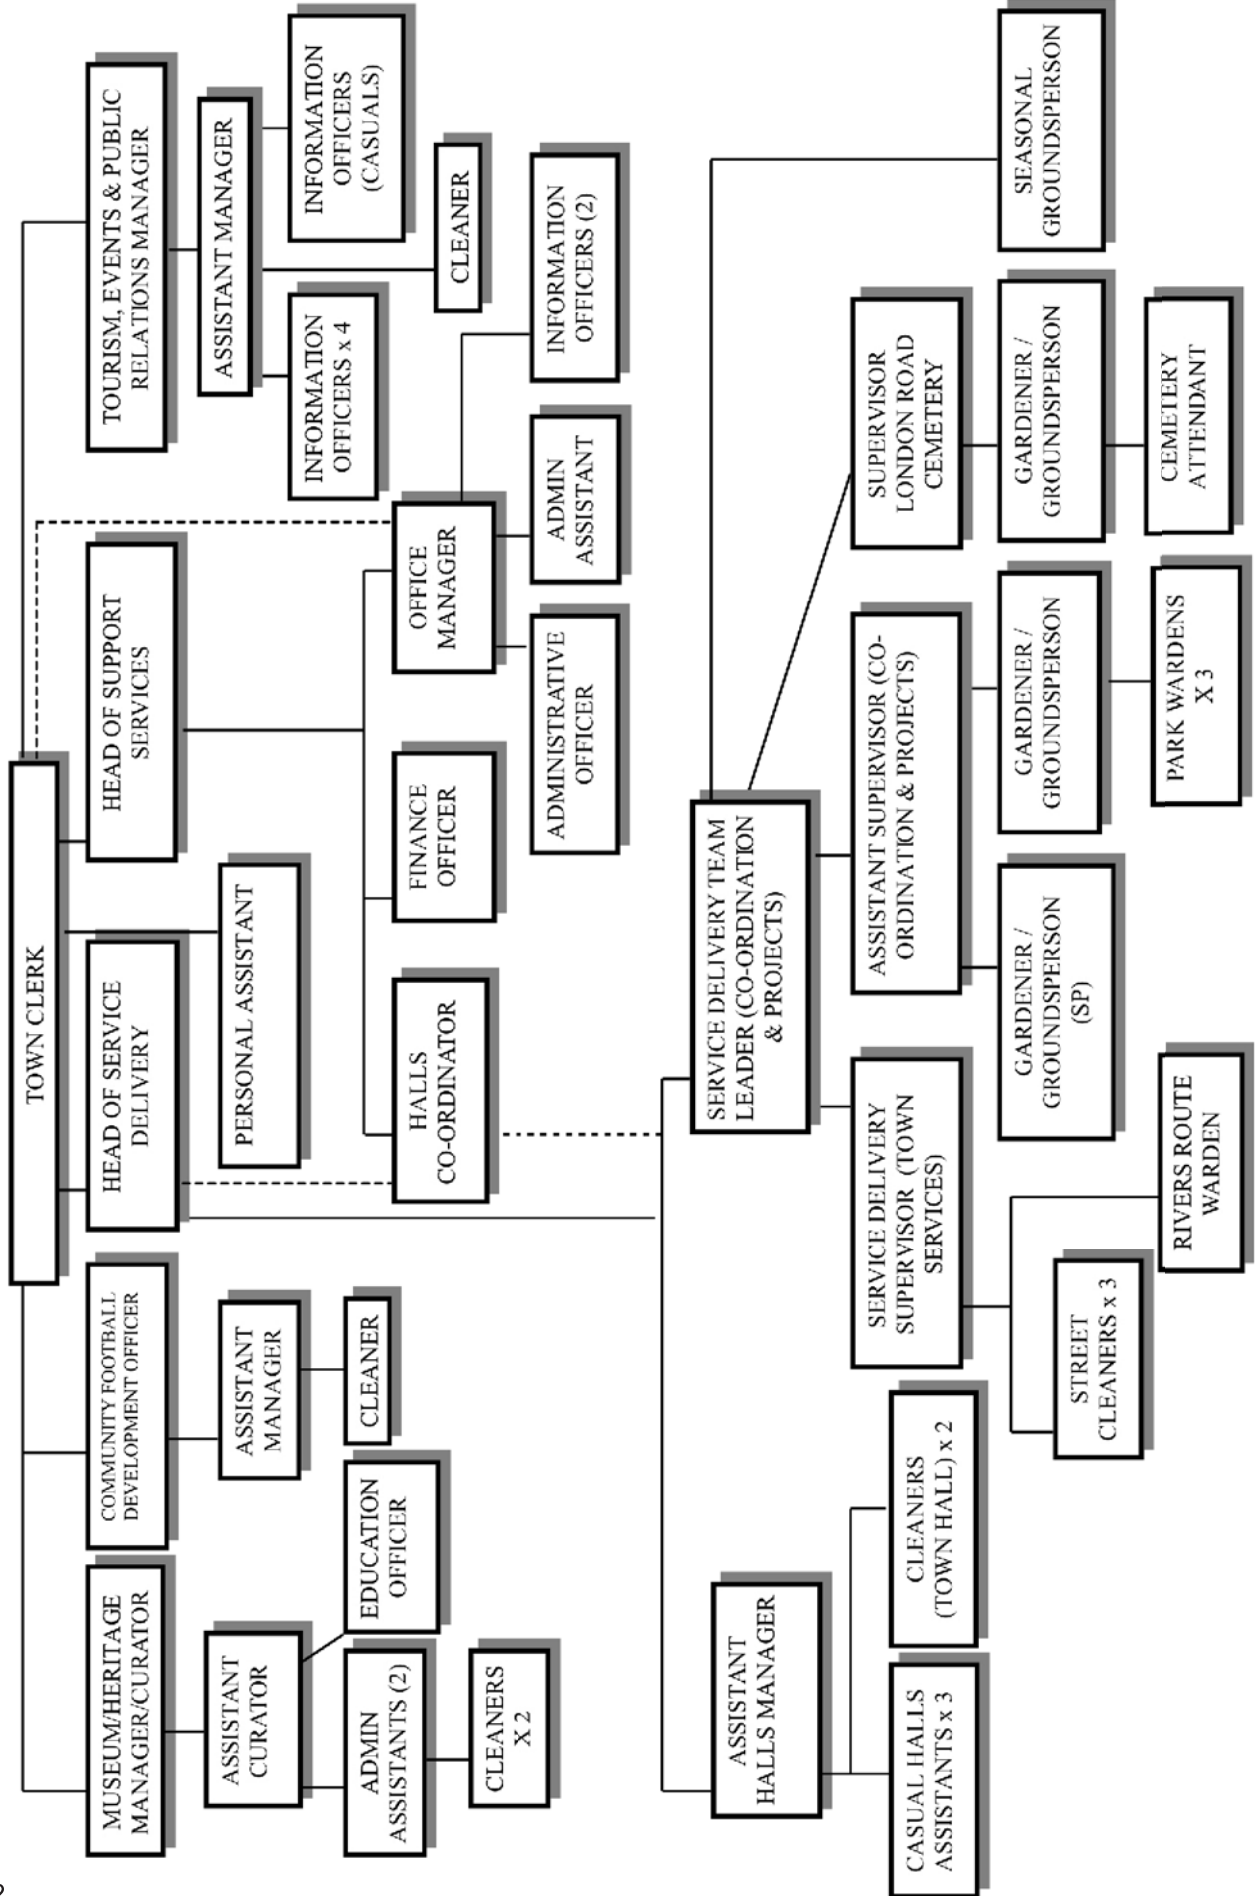 TOWN CLERK
MUSEUM/HERITAGE
MANAGER/CURATOR
COMMUNITY FOOTBALL
DEVELOPMENT OFFICER
HEAD OF SERVICE
DELIVERY
HEAD OF SUPPORT
SERVICES
TOURISM, EVENTS & PUBLIC
RELATIONS MANAGER
ASSISTANT
CURATOR
ASSISTANT
MANAGER
PERSONAL ASSISTANT
ASSISTANT MANAGER
ADMIN
ASSISTANTS (2)
EDUCATION
OFFICER
CLEANER
INFORMATION
OFFICERS x 4
INFORMATION
OFFICERS
(CASUALS)
CLEANERS
X 2
HALLS
CO-ORDINATOR
FINANCE
OFFICER
OFFICE
MANAGER
CLEANER
ADMINISTRATIVE
OFFICER
ADMIN
ASSISTANT
INFORMATION
OFFICERS (2)
ASSISTANT
HALLS MANAGER
SERVICE DELIVERY TEAM
LEADER (CO-ORDINATION
& PROJECTS)
CASUAL HALLS
ASSISTANTS x 3
CLEANERS
(TOWN HALL) x 2
SERVICE DELIVERY
SUPERVISOR (TOWN
SERVICES)
ASSISTANT SUPERVISOR (CO-
ORDINATION & PROJECTS)
SUPERVISOR
LONDON ROAD
CEMETERY
STREET
CLEANERS x 3
RIVERS ROUTE
WARDEN
GARDENER /
GROUNDSPERSON
(SP)
GARDENER /
GROUNDSPERSON
GARDENER /
GROUNDSPERSON
SEASONAL
GROUNDSPERSON
PARK WARDENS
X 3
CEMETERY
ATTENDANT